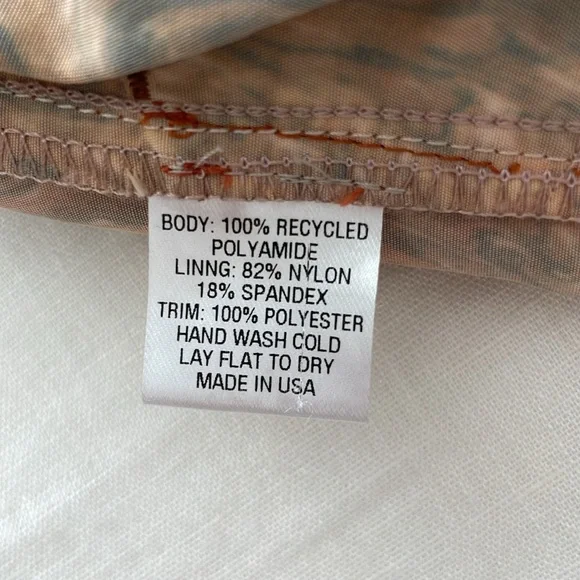 BODY: 100% RECYCLED
POLYAMIDE
LINNG: 82% NYLON
18% SPANDEX
TRIM: 100% POLYESTER
HAND WASH COLD
LAY FLAT TO DRY
MADE IN USA